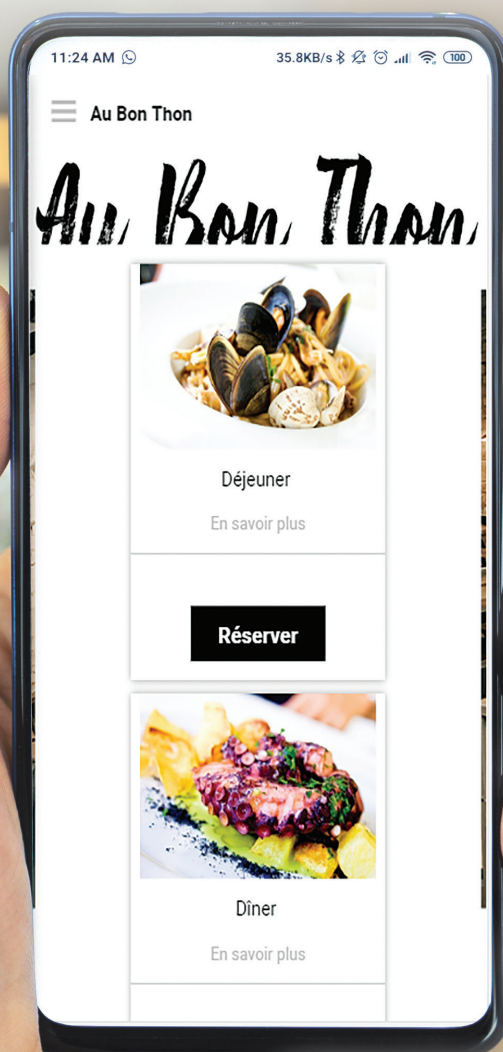 11:24 AM
35.8KB/s
100
Au Bon Thon
Au Bon Thon
Déjeuner
En savoir plus
Réserver
Dîner
En savoir plus